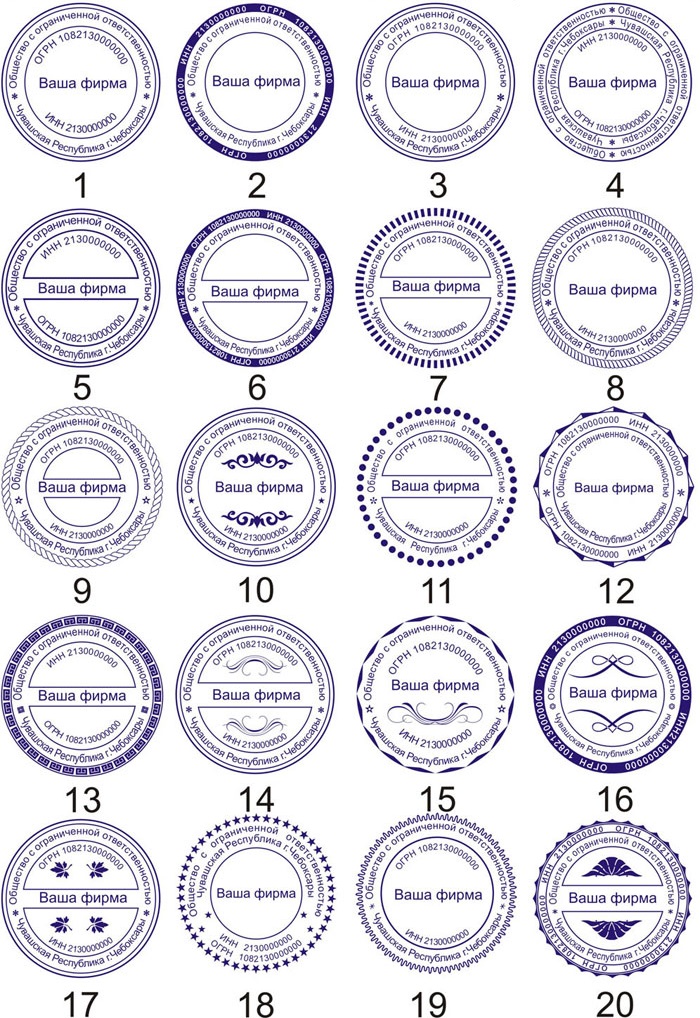 Общество с ограниченной ответственностью
ОГРН 1082130000000
Ваша фирма
ИНН 2130000000
* Чувашская Республика г.Чебоксары *
1
ИНН 2130000000 ОГРН 1082130000000 ИНН 2130000000 ОГРН 1082130000000
Общество с ограниченной ответственностью
Ваша фирма
* Чувашская Республика г.Чебоксары *
2
Общество с ограниченной ответственностью
ОГРН 1082130000000
Ваша фирма
ИНН 2130000000
* Чувашская Республика г.Чебоксары *
3
Общество с ограниченной ответственностью * Общество с ограниченной ответственностью *
Чувашская Республика г.Чебоксары * Чувашская Республика г.Чебоксары *
ИНН 2130000000
Ваша фирма
ОГРН 1082130000000
4
Общество с ограниченной ответственностью
ИНН 2130000000
Ваша фирма
ОГРН 1082130000000
* Чувашская Республика г.Чебоксары *
5
ОГРН 1082130000000 ИНН 2130000000 ОГРН 1082130000000 ИНН 2130000000 ОГРН 1082130000000 ИНН 2130000000
Общество с ограниченной ответственностью
Ваша фирма
* Чувашская Республика г.Чебоксары *
6
Общество с ограниченной ответственностью
ОГРН 1082130000000
Ваша фирма
ИНН 2130000000
* Чувашская Республика г.Чебоксары *
7
Общество с ограниченной ответственностью
ОГРН 1082130000000
Ваша фирма
ИНН 2130000000
* Чувашская Республика г.Чебоксары *
8
Общество с ограниченной ответственностью
ОГРН 1082130000000
Ваша фирма
ИНН 2130000000
Чувашская Республика г.Чебоксары
9
Общество с ограниченной ответственностью
ОГРН 1082130000000
Ваша фирма
ИНН 2130000000
Чувашская Республика г.Чебоксары
10
Общество с ограниченной ответственностью
ОГРН 1082130000000
Ваша фирма
ИНН 2130000000
Чувашская Республика г.Чебоксары
11
ОГРН 1082130000000 ИНН 2130000000
Общество с ограниченной ответственностью
Ваша фирма
Чувашская Республика г.Чебоксары
ОГРН 1082130000000 ИНН 2130000000
12
Общество с ограниченной ответственностью
ИНН 2130000000
Ваша фирма
ОГРН 1082130000000
Чувашская Республика г.Чебоксары
13
Общество с ограниченной ответственностью
ОГРН 1082130000000
Ваша фирма
ИНН 2130000000
* Чувашская Республика г.Чебоксары *
14
Общество с ограниченной ответственностью
ОГРН 1082130000000
Ваша фирма
ИНН 2130000000
Чувашская Республика г.Чебоксары
15
ИНН 2130000000 ОГРН 1082130000000 ИНН2130000000 ОГРН 1082130000000
Общество с ограниченной ответственностью
Ваша фирма
Чувашская Республика г.Чебоксары
16
Общество с ограниченной ответственностью
ОГРН 1082130000000
Ваша фирма
ИНН 2130000000
* Чувашская Республика г.Чебоксары *
17
Общество с ограниченной ответственностью
Чувашская Республика г.Чебоксары
Ваша фирма
ИНН 2130000000
ОГРН 1082130000000
18
Общество с ограниченной ответственностью
ОГРН 1082130000000
Ваша фирма
ИНН 2130000000
* Чувашская Республика г.Чебоксары *
19
ИНН 2130000000 ОГРН 1082130000000 ИНН 2130000000 ОГРН 1082130000000
Общество с ограниченной ответственностью
Ваша фирма
* Чувашская Республика г.Чебоксары *
20